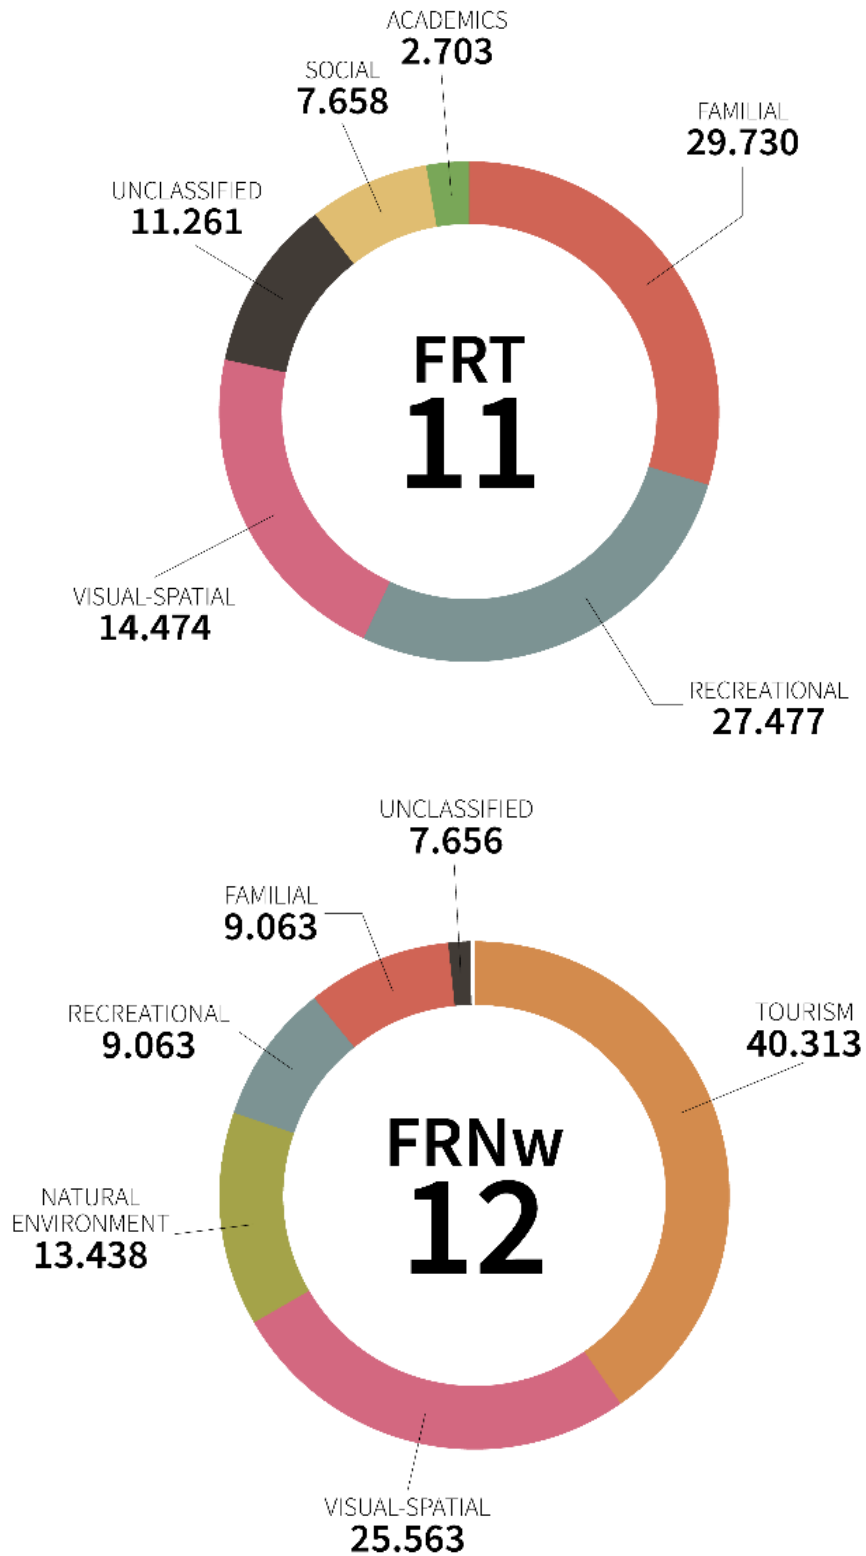 ACADEMICS
2.703
SOCIAL
7.658
FAMILIAL
29.730
UNCLASSIFIED
11.261
FRT
11
VISUAL-SPATIAL
14.474
RECREATIONAL
27.477
UNCLASSIFIED
7.656
FAMILIAL
9.063
RECREATIONAL
9.063
TOURISM
40.313
FRNw
12
NATURAL
ENVIRONMENT
13.438
VISUAL-SPATIAL
25.563